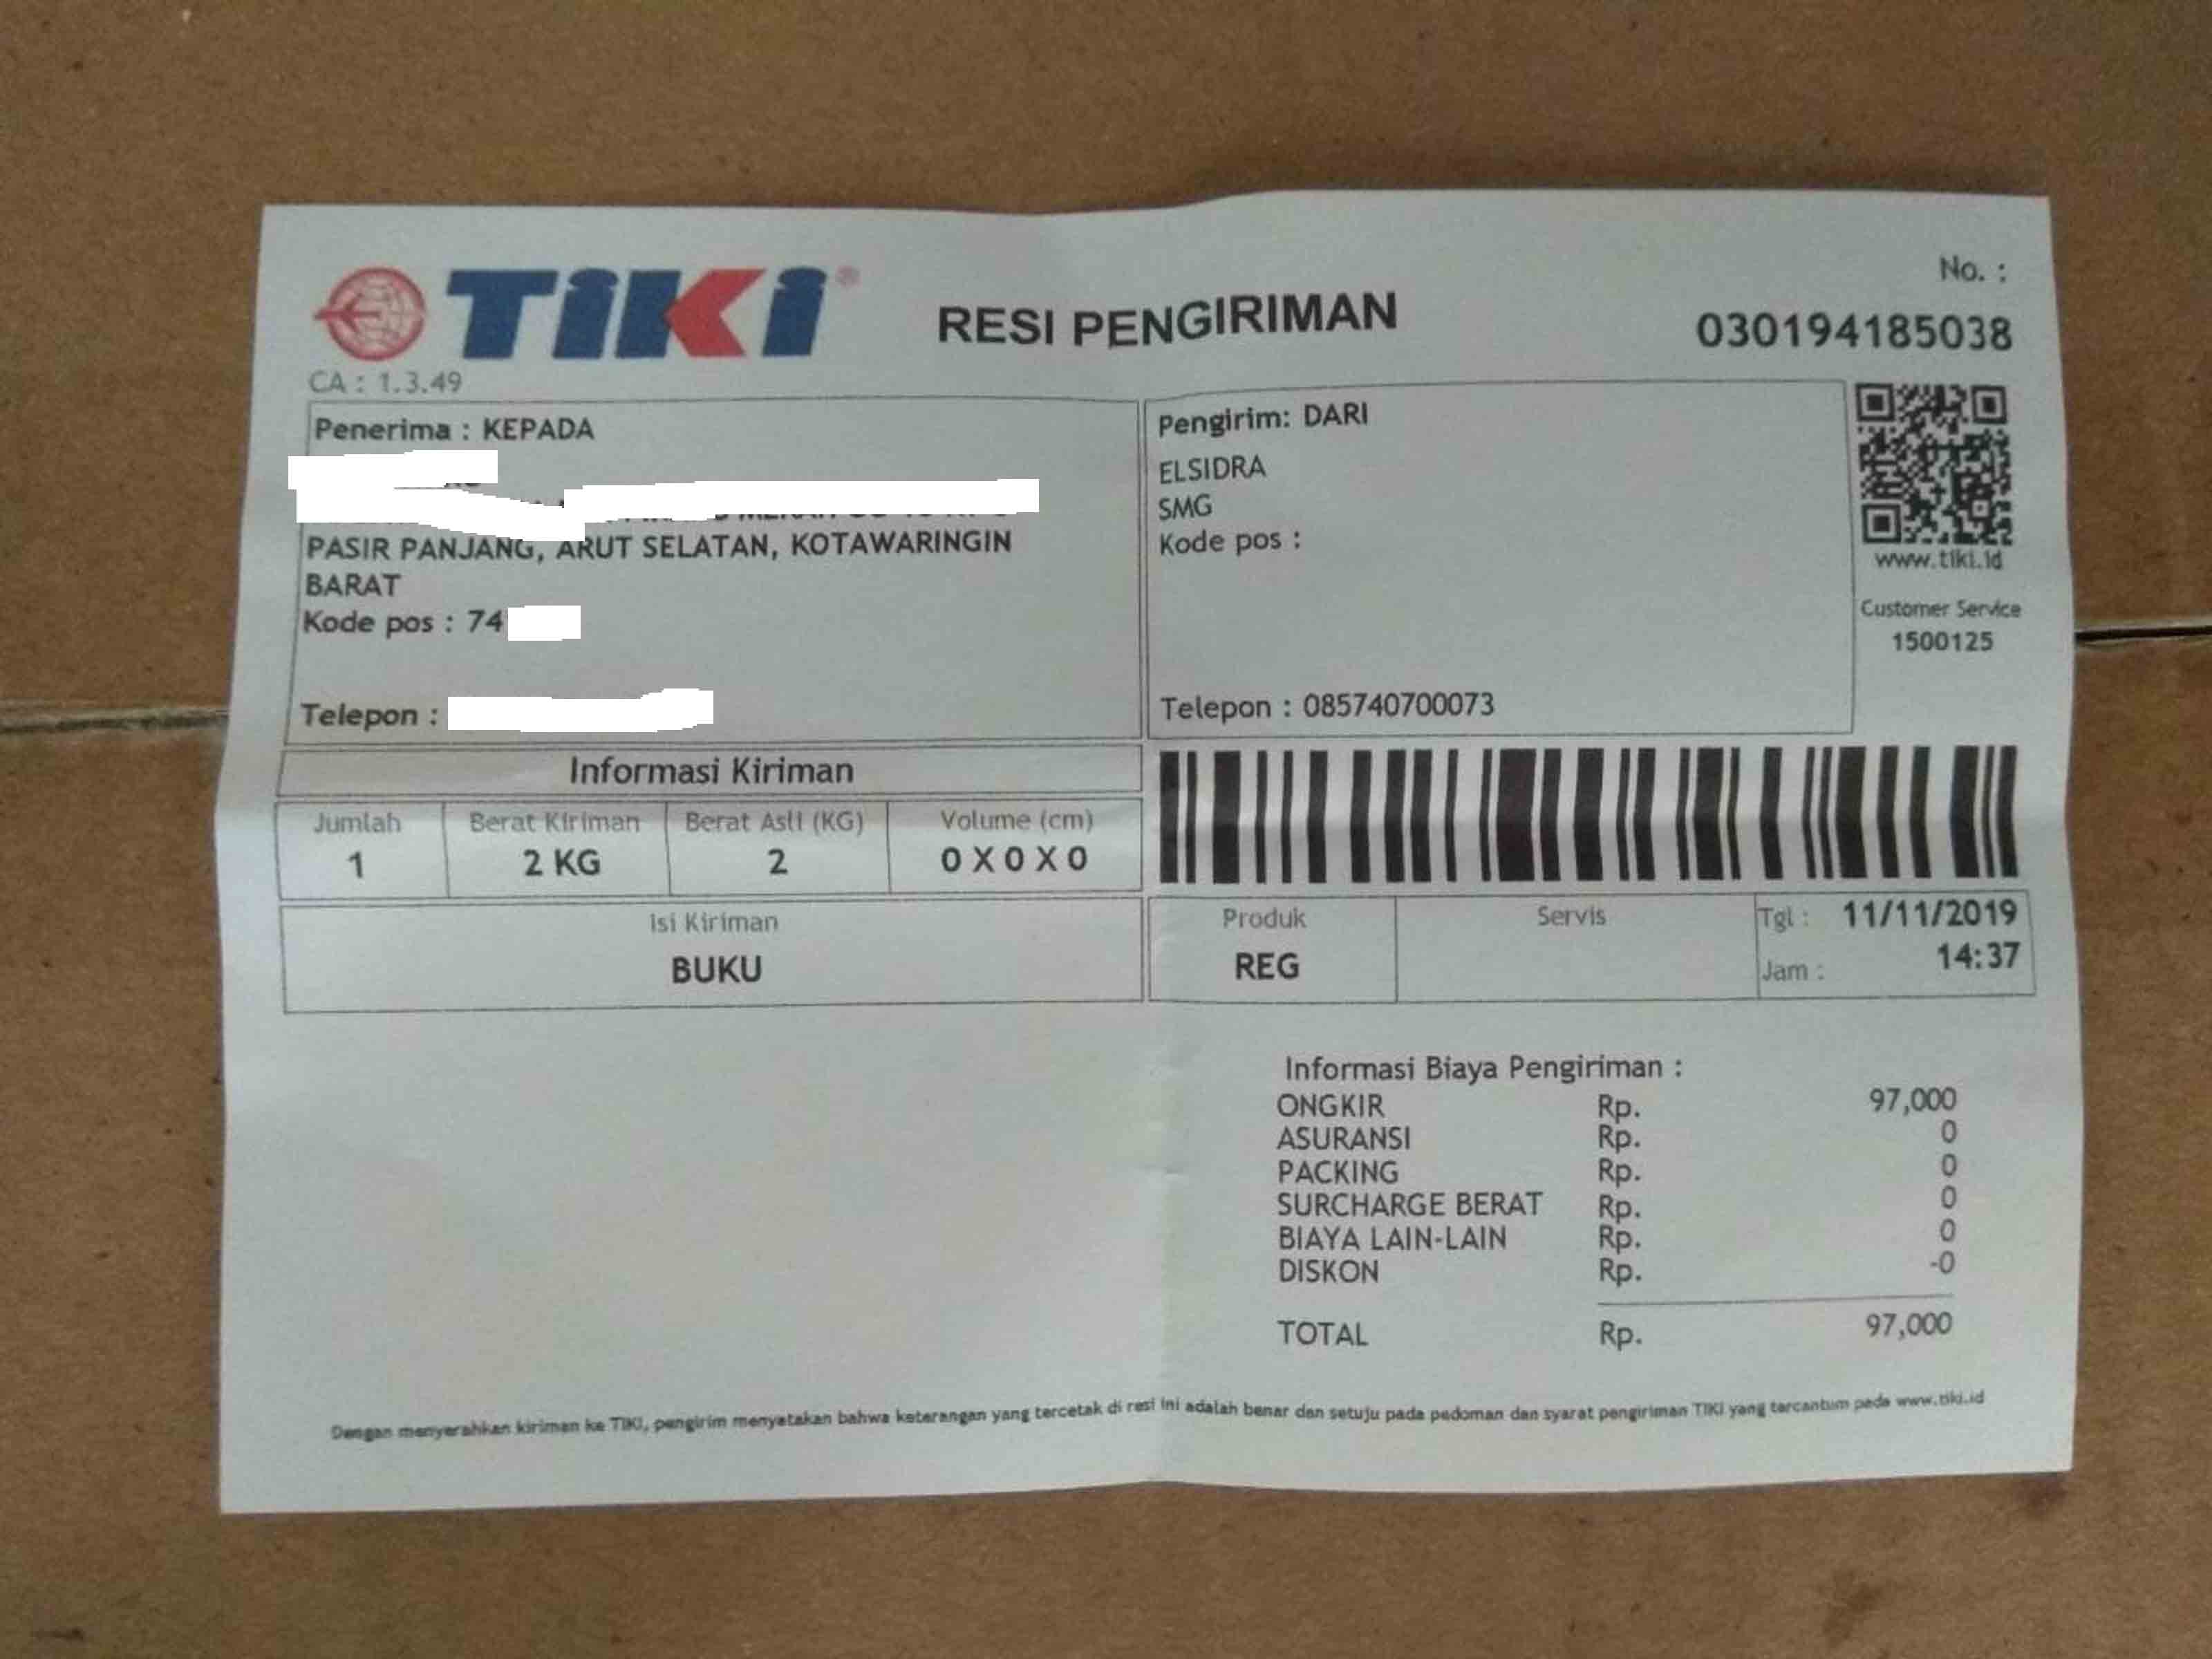 TIKI
RESI PENGIRIMAN
No. :
030194185038
CA : 1.3.49
Penerima : KEPADA
PASIR PANJANG, ARUT SELATAN, KOTAWARINGIN
BARAT
Kode pos : 74
Telepon :
Pengirim: DARI
ELSIDRA
SMG
Kode pos :
Telepon : 085740700073
www.tiki.id
Customer Service
1500125
Informasi Kiriman
Jumlah Berat Kiriman Berat Asli (KG) Volume (cm)
1 2 KG 2 0 X 0 X 0
Isi Kiriman
BUKU
Produk Servis Tgl : 11/11/2019
REG Jam : 14:37
Informasi Biaya Pengiriman :
ONGKIR Rp. 97,000
ASURANSI Rp. 0
PACKING Rp. 0
SURCHARGE BERAT Rp. 0
BIAYA LAIN-LAIN Rp. 0
DISKON Rp. -0
TOTAL Rp. 97,000
Dengan menyerahkan kiriman ke TIKI, pengirim menyatakan bahwa keterangan yang tercetak di resi ini adalah benar dan setuju pada pedoman dan syarat pengiriman TIKI yang tercantum pada www.tiki.id